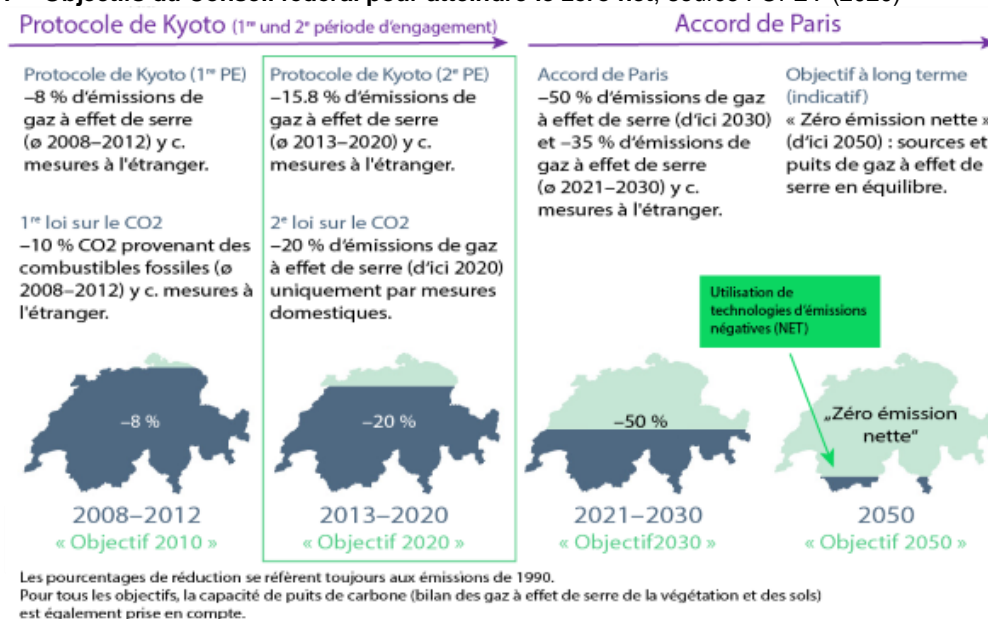 Objectifs du Conseil fédéral pour atteindre le zéro net,
Protocole de Kyoto (1re und 2e période d'engagement)
Accord de Paris
Protocole de Kyoto (1re PE)
–8 % d'émissions de
gaz à effet de serre
(ø 2008–2012) y c.
mesures à l'étranger.
1re loi sur le CO2
–10 % CO2 provenant des
combustibles fossiles (ø
2008–2012) y c. mesures à
l'étranger.
Protocole de Kyoto (2e PE)
–15.8 % d'émissions de
gaz à effet de serre
(ø 2013–2020) y c.
mesures à l'étranger.
2e loi sur le CO2
–20 % d'émissions de gaz
à effet de serre (d'ici 2020)
uniquement par mesures
domestiques.
Accord de Paris
–50 % d'émissions de gaz
à effet de serre (d'ici 2030)
et –35 % d'émissions de
gaz à effet de serre
(ø 2021–2030) y c.
mesures à l'étranger.
Objectif à long terme
(indicatif)
« Zéro émission nette »
(d'ici 2050) : sources et
puits de gaz à effet de
serre en équilibre.
Utilisation de
technologies d'émissions
négatives (NET)
–8 %
–20 %
–50 %
„Zéro émission
nette"
2008–2012
« Objectif 2010 »
2013–2020
« Objectif 2020 »
2021–2030
« Objectif2030 »
2050
« Objectif 2050 »
Les pourcentages de réduction se réfèrent toujours aux émissions de 1990.
Pour tous les objectifs, la capacité de puits de carbone (bilan des gaz à effet de serre de la végétation et des sols)
est également prise en compte.